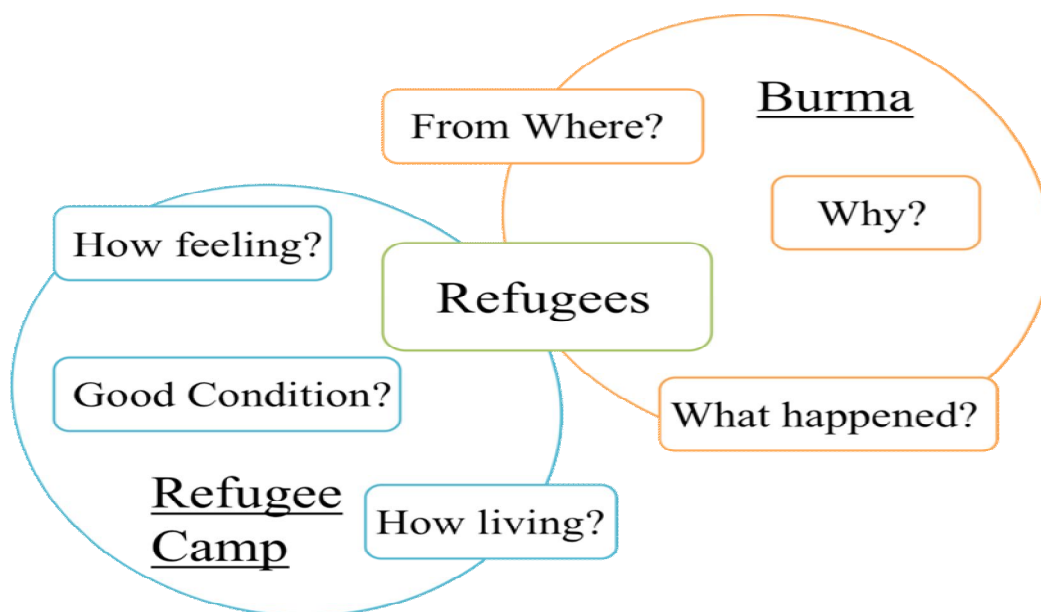 Burma
From Where?
Why?
How feeling?
Refugees
Good Condition?
What happened?
Refugee
Camp
How living?